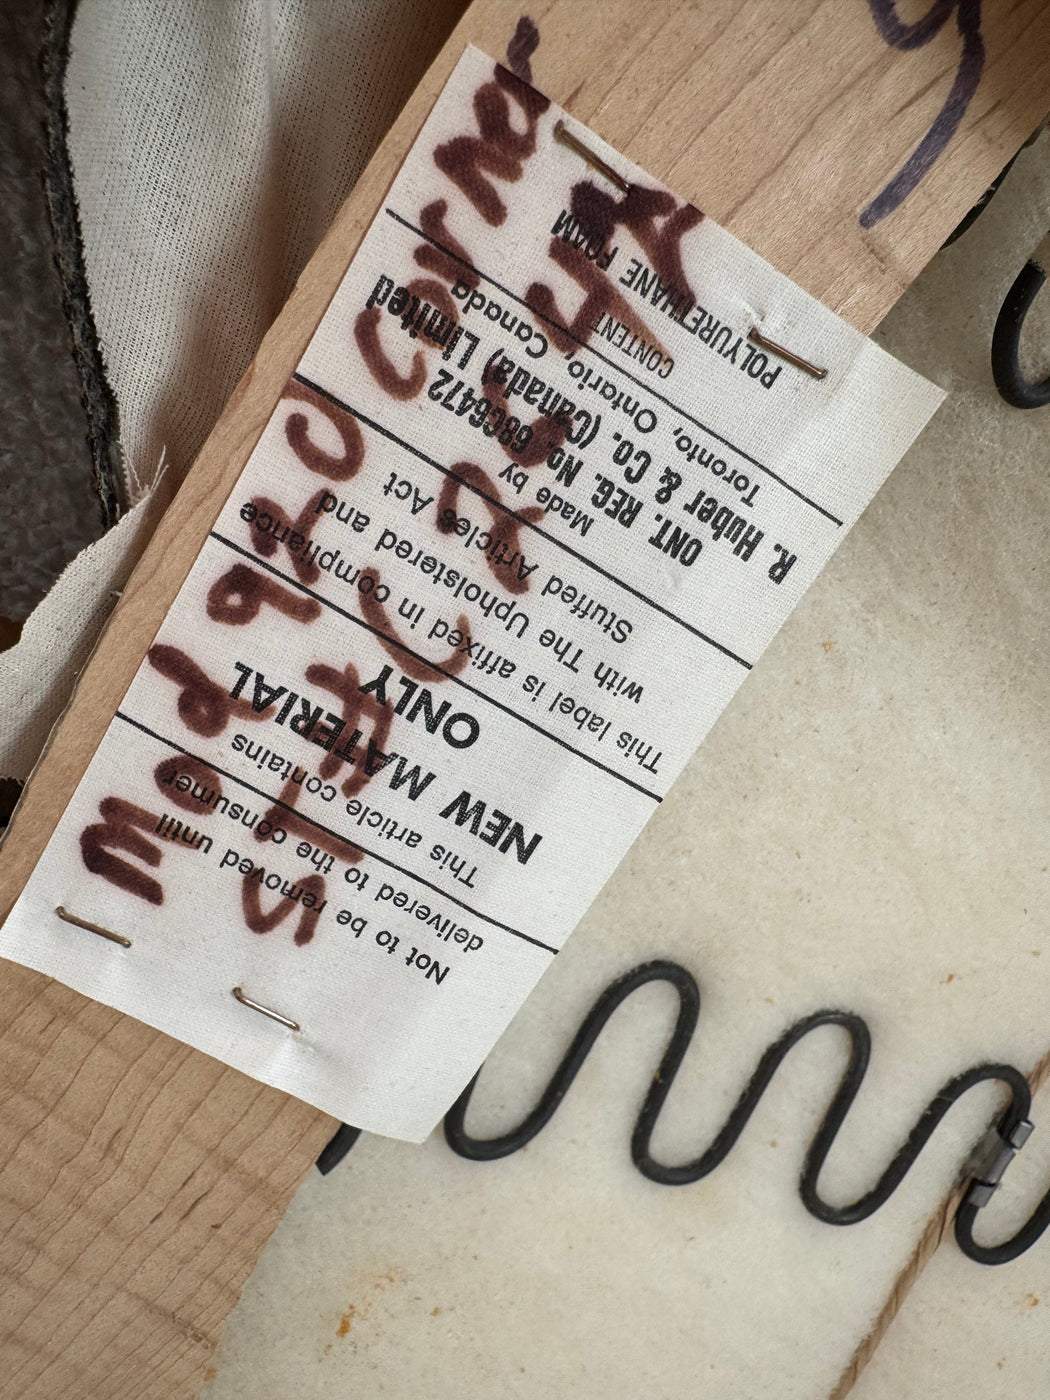 Not to be removed until
delivered to the consumer
This article contains
NEW MATERIAL
ONLY
This label is affixed in compliance
with The Upholstered and
Stuffed Articles Act
Made by
ONT. REG. No. 68C6472
R. Huber & Co. (Canada) Limited
Toronto, Ontario, Canada
CONTENT
POLYURETHANE FOAM
Model Corner